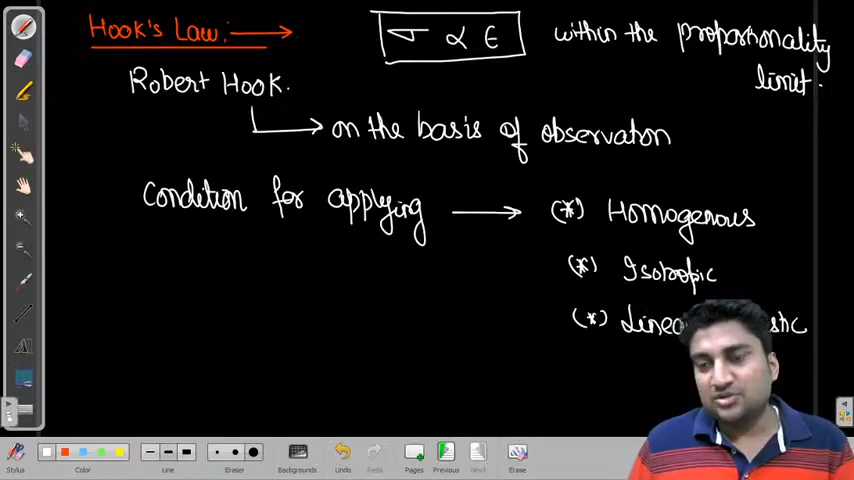 Hook's Law:- → σ ∝ ϵ within the proportionality
limit.
Robert Hook.
on the basis of observation
Condition for applying → (*) Homogenous
(*) Isotropic
(*)
Stylus Color Line Eraser Backgrounds Undo Redo Pages Previous Next Erase